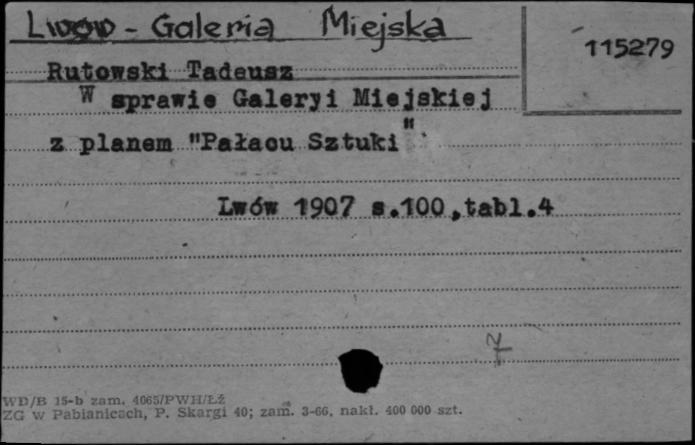 Lwów - Galeria Miejska
115279
Rutowski Tadeusz
W sprawie Galeryi Miejskiej
z planem "Pałacu Sztuki"
Lwów 1907 s.100,tabl.4
7
WD/B 15-b zam. 4065/PWH/Łż
ZG w Pabianicach, P. Skargi 40; zam. 3-66, nakł. 400 000 szt.